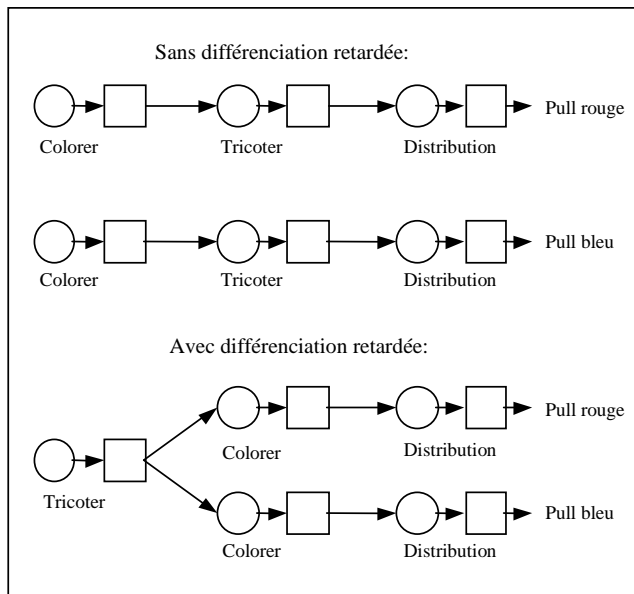 Sans différenciation retardée:
Pull rouge
Colorer Tricoter Distribution
Pull bleu
Colorer Tricoter Distribution
Avec différenciation retardée:
Pull rouge
Colorer Distribution
Tricoter
Pull bleu
Colorer Distribution